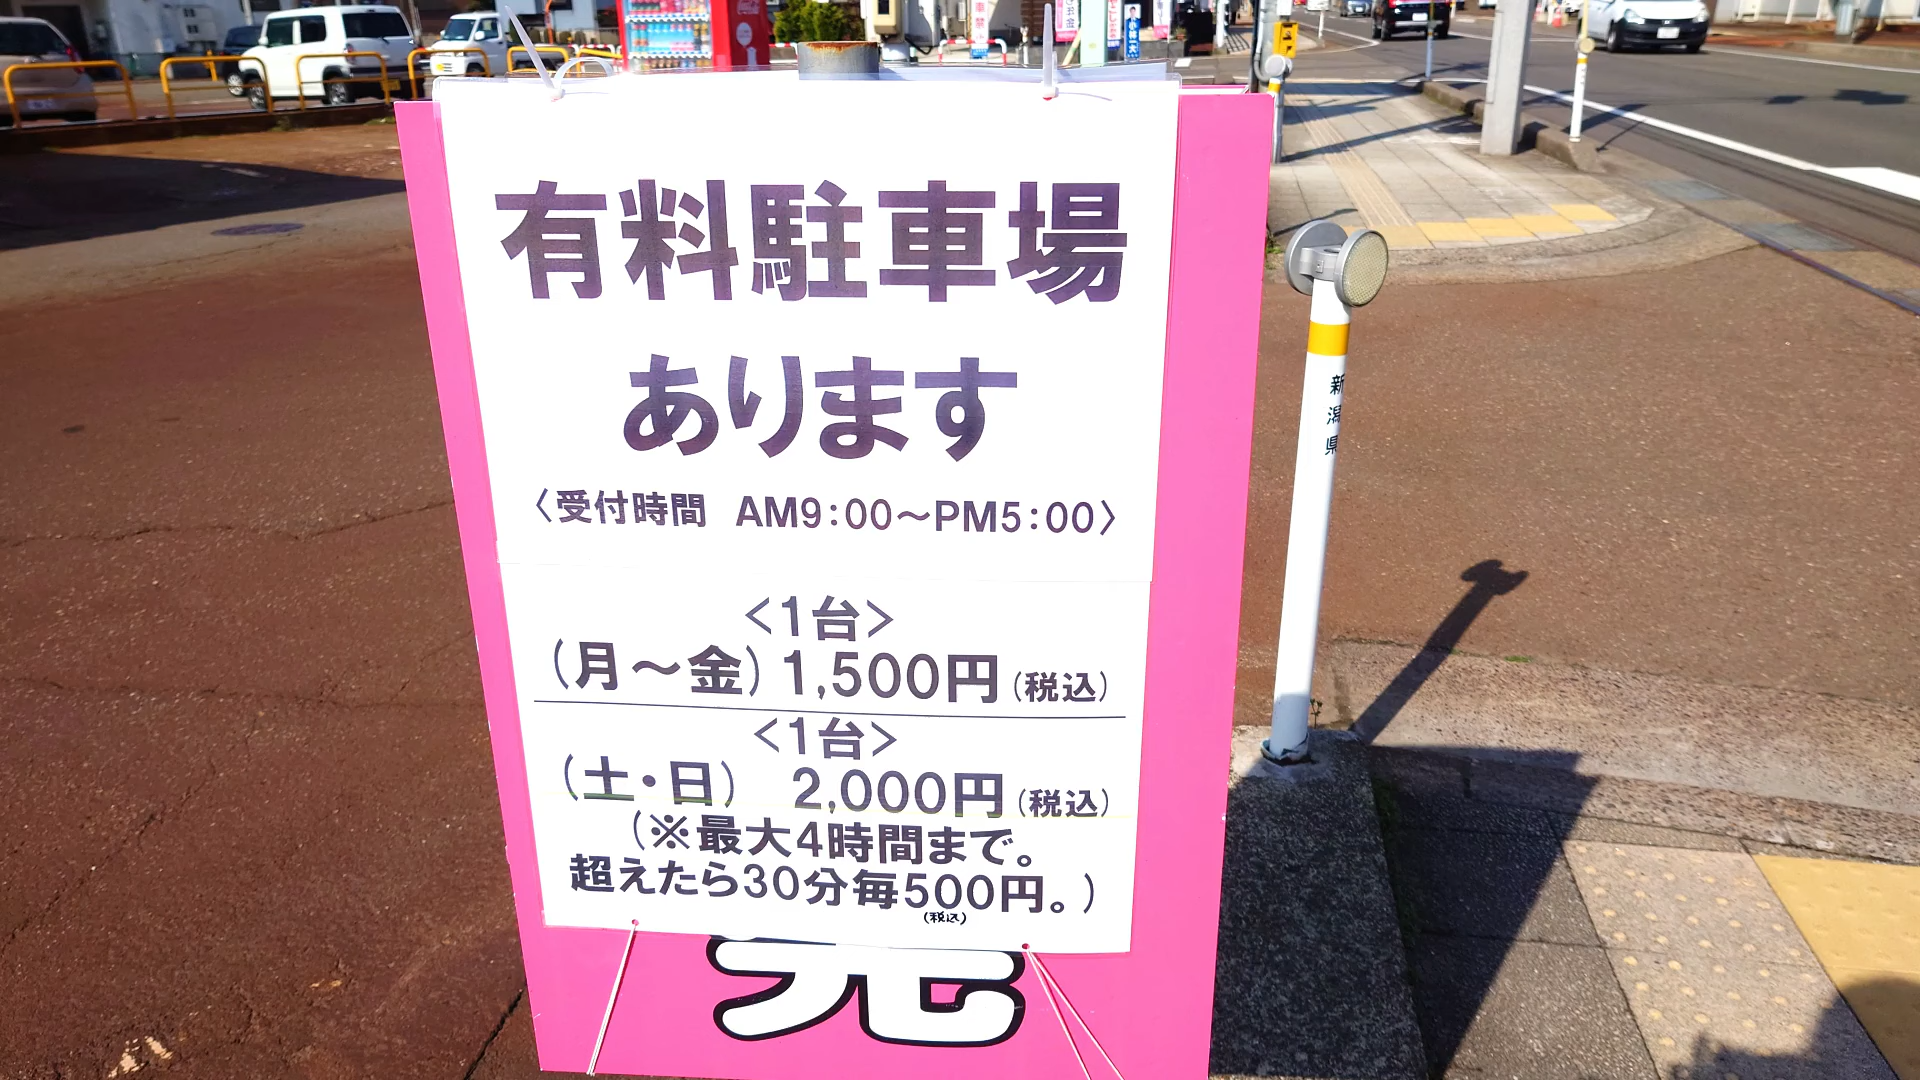 有料駐車場
あります
〈受付時間 AM9:00～PM5:00〉
<1台>
(月～金) 1,500円(税込)
<1台>
(土・日) 2,000円(税込)
(※最大4時間まで。
超えたら30分毎500円。)
(税込)
新潟県